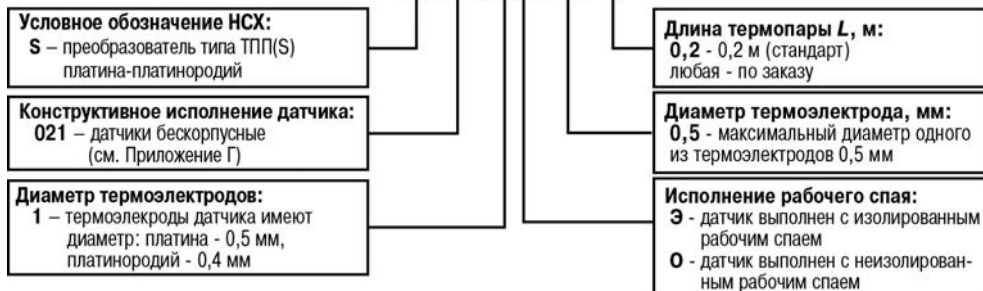 Условное обозначение НСХ:
S – преобразователь типа ТПП(S)
платина-платинородий
Конструктивное исполнение датчика:
021 – датчики бескорпусные
(см. Приложение Г)
Диаметр термоэлектродов:
1 – термоэлекроды датчика имеют
диаметр: платина - 0,5 мм,
платинородий - 0,4 мм
Длина термопары L, м:
0,2 - 0,2 м (стандарт)
любая - по заказу
Диаметр термоэлектрода, мм:
0,5 - максимальный диаметр одного
из термоэлектродов 0,5 мм
Исполнение рабочего спая:
Э - датчик выполнен с изолированным
рабочим спаем
О - датчик выполнен с неизолирован-
ным рабочим спаем